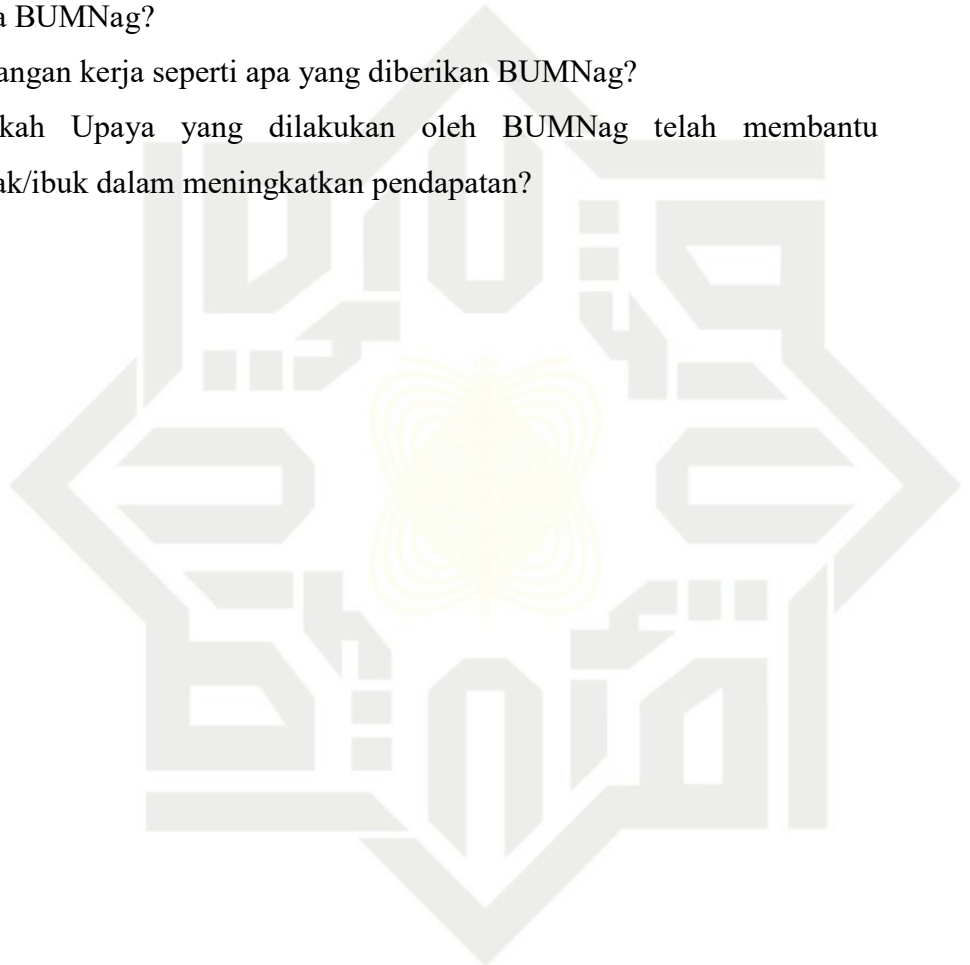 a BUMNag?
angan kerja seperti apa yang diberikan BUMNag?
kah Upaya yang dilakukan oleh BUMNag telah membantu
ak/ibuk dalam meningkatkan pendapatan?